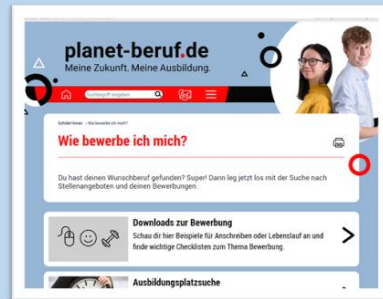 planet-beruf.de
Meine Zukunft. Meine Ausbildung.
Suchbegriff eingeben
Wie bewerbe ich mich?
Du hast deinen Wunschberuf gefunden? Super! Dann leg jetzt los mit der Suche nach
Stellenangeboten und deinen Bewerbungen.
Downloads zur Bewerbung
Schau dir hier Beispiele für Anschreiben oder Lebenslauf an und
finde wichtige Checklisten zum Thema Bewerbung.
Ausbildungsplatzsuche